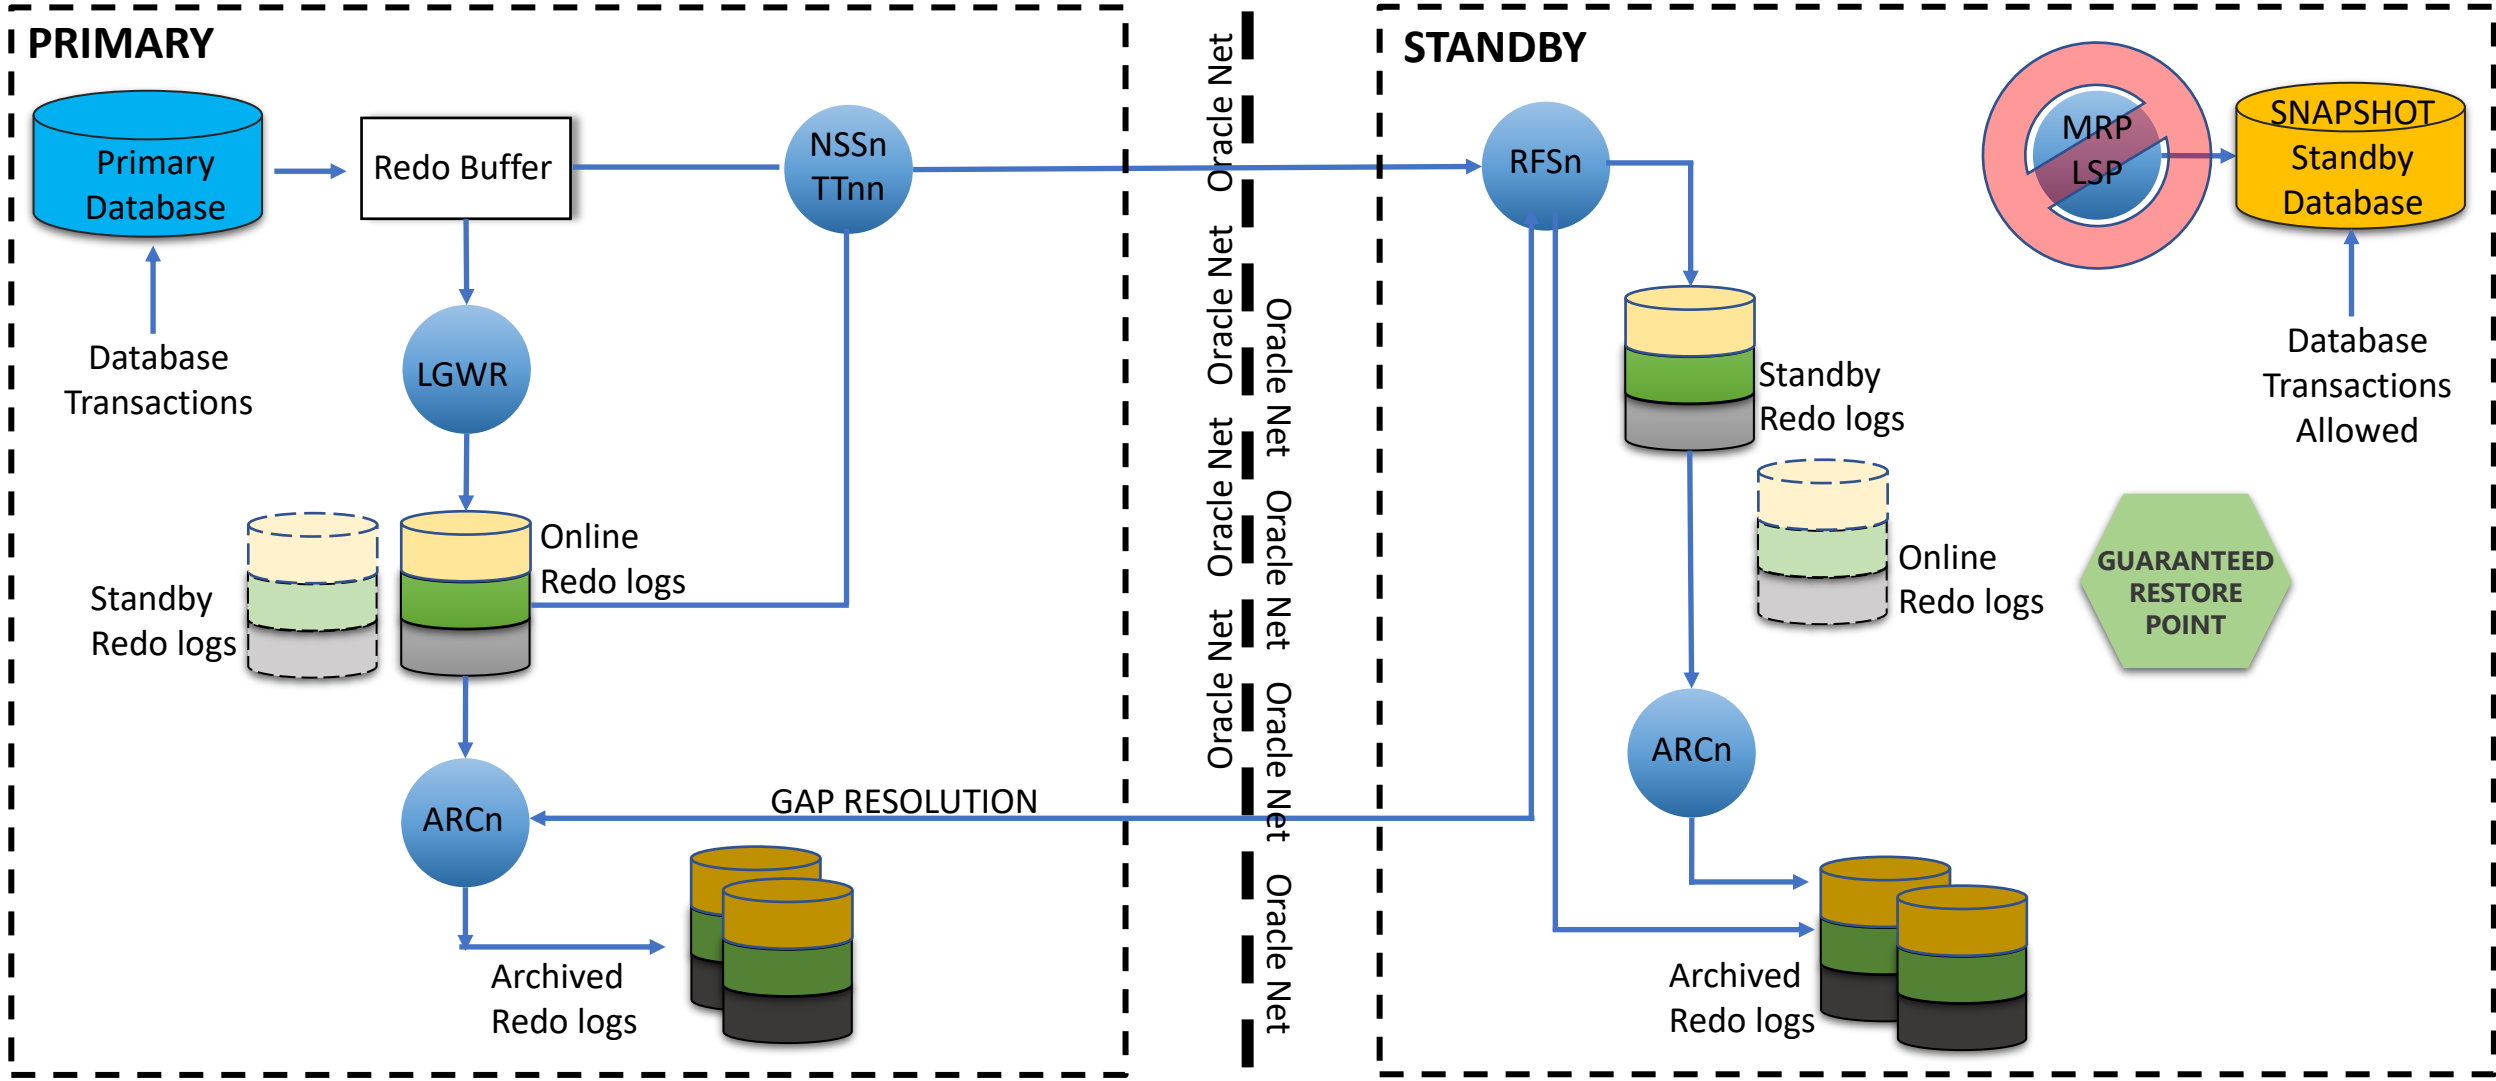 PRIMARY
Primary
Database
Redo Buffer
NSSn
TTnn
Database
Transactions
LGWR
Online
Redo logs
Standby
Redo logs
ARCn
GAP RESOLUTION
Archived
Redo logs
Oracle Net
Oracle Net
Oracle Net
Oracle Net
Oracle Net
Oracle Net
Oracle Net
Oracle Net
STANDBY
RFSn
MRP
LSP
SNAPSHOT
Standby
Database
Database
Transactions
Allowed
Standby
Redo logs
Online
Redo logs
GUARANTEED
RESTORE
POINT
ARCn
Archived
Redo logs